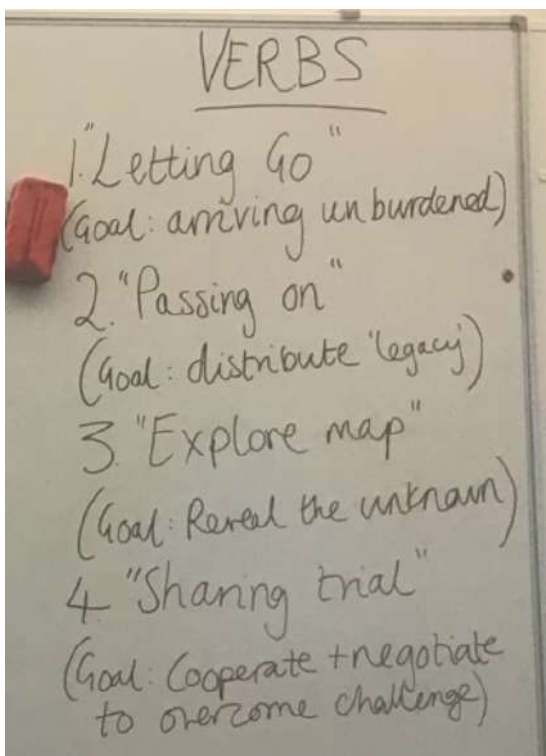 VERBS
1. "Letting Go"
(Goal: arriving unburdened)
2. "Passing on"
(Goal: distribute 'legacy')
3. "Explore map"
(Goal: Reveal the unknown)
4. "Sharing trial"
(Goal: Cooperate + negotiate
to overcome challenge)